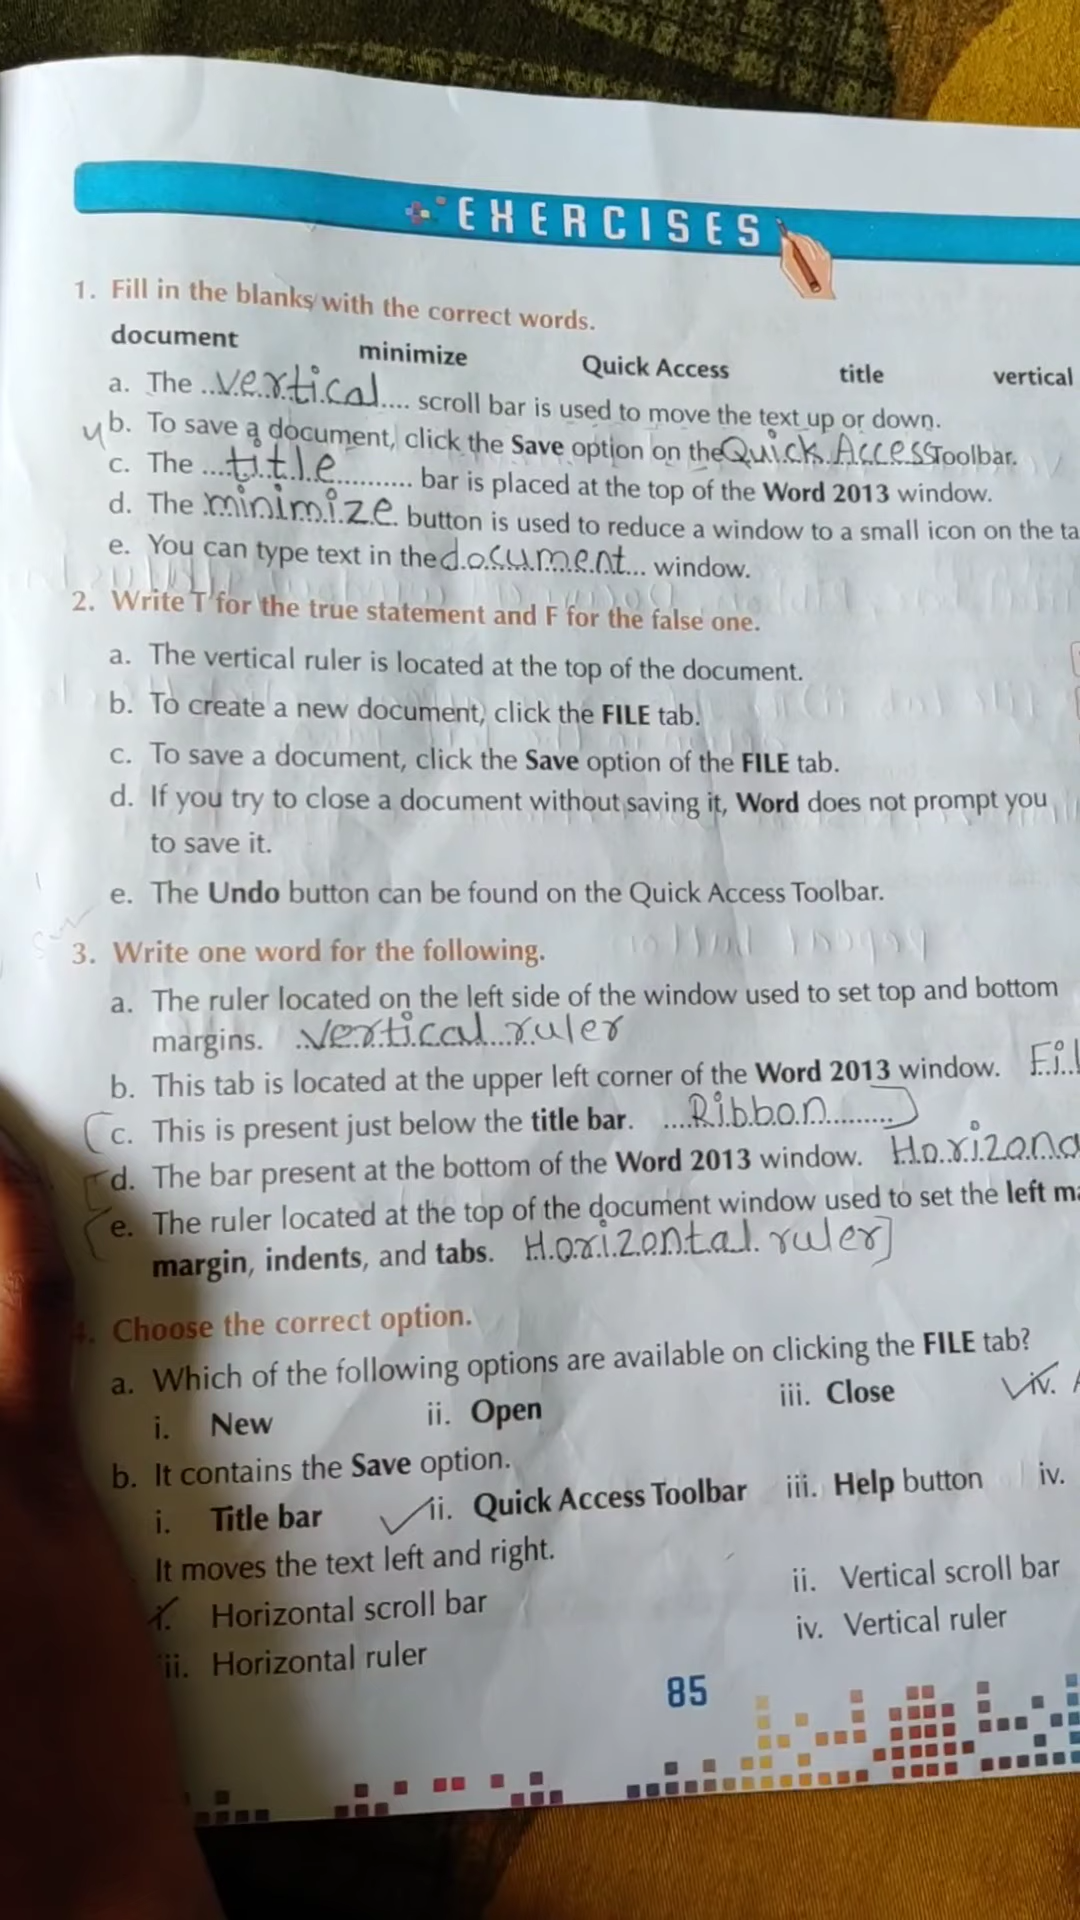 EXERCISES
1. Fill in the blanks with the correct words.
document minimize Quick Access title vertical
a. The ..vertical.... scroll bar is used to move the text up or down.
b. To save a document, click the Save option on the Quick Access Toolbar.
c. The ....title.......... bar is placed at the top of the Word 2013 window.
d. The minimize button is used to reduce a window to a small icon on the ta
e. You can type text in the document... window.
2. Write T for the true statement and F for the false one.
a. The vertical ruler is located at the top of the document.
b. To create a new document, click the FILE tab.
c. To save a document, click the Save option of the FILE tab.
d. If you try to close a document without saving it, Word does not prompt you
to save it.
e. The Undo button can be found on the Quick Access Toolbar.
3. Write one word for the following.
a. The ruler located on the left side of the window used to set top and bottom
margins. vertical ruler
b. This tab is located at the upper left corner of the Word 2013 window. Fil
c. This is present just below the title bar. ....Ribbon.........
d. The bar present at the bottom of the Word 2013 window. Horizona
e. The ruler located at the top of the document window used to set the left ma
margin, indents, and tabs. Horizontal ruler
4. Choose the correct option.
a. Which of the following options are available on clicking the FILE tab?
i. New ii. Open iii. Close iv.
b. It contains the Save option.
i. Title bar ii. Quick Access Toolbar iii. Help button iv.
It moves the text left and right.
i. Horizontal scroll bar ii. Vertical scroll bar
ii. Horizontal ruler iv. Vertical ruler
85